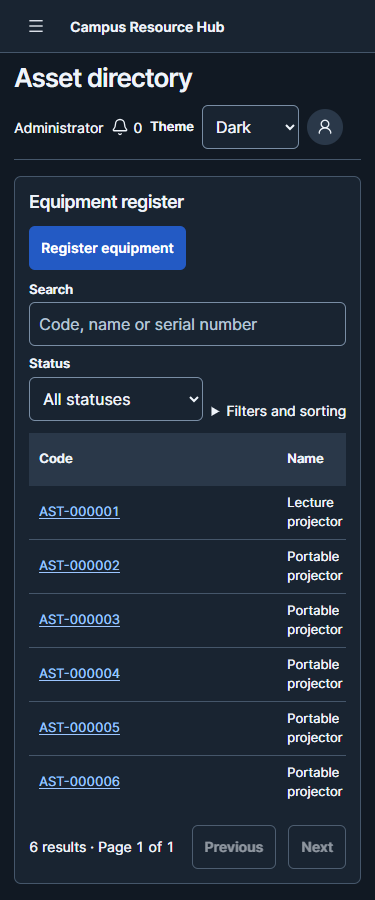 Campus Resource Hub
Asset directory
Administrator 0 Theme Dark
Equipment register
Register equipment
Search
Code, name or serial number
Status
All statuses
Filters and sorting
Code Name
AST-000001 Lecture projector
AST-000002 Portable projector
AST-000003 Portable projector
AST-000004 Portable projector
AST-000005 Portable projector
AST-000006 Portable projector
6 results · Page 1 of 1 Previous Next